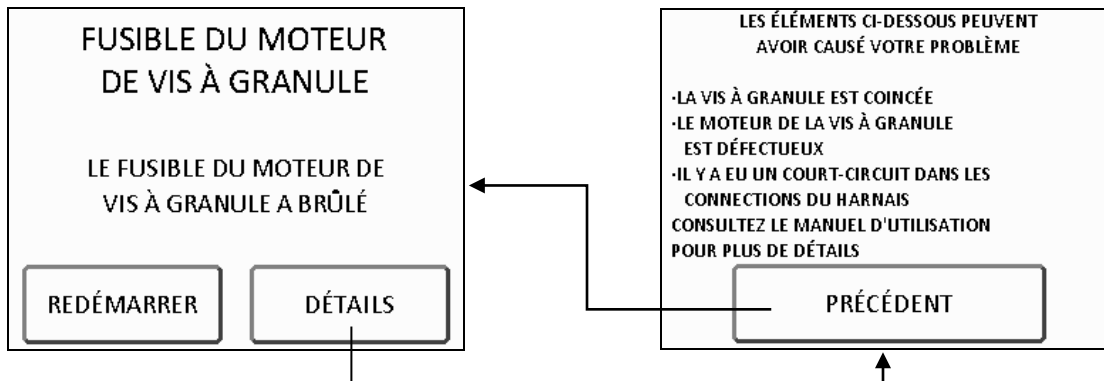 FUSIBLE DU MOTEUR
DE VIS À GRANULE
LE FUSIBLE DU MOTEUR DE
VIS À GRANULE A BRÛLÉ
REDÉMARRER
DÉTAILS
LES ÉLÉMENTS CI-DESSOUS PEUVENT
AVOIR CAUSÉ VOTRE PROBLÈME
·LA VIS À GRANULE EST COINCÉE
·LE MOTEUR DE LA VIS À GRANULE
EST DÉFECTUEUX
·IL Y A EU UN COURT-CIRCUIT DANS LES
CONNECTIONS DU HARNAIS
CONSULTEZ LE MANUEL D'UTILISATION
POUR PLUS DE DÉTAILS
PRÉCÉDENT